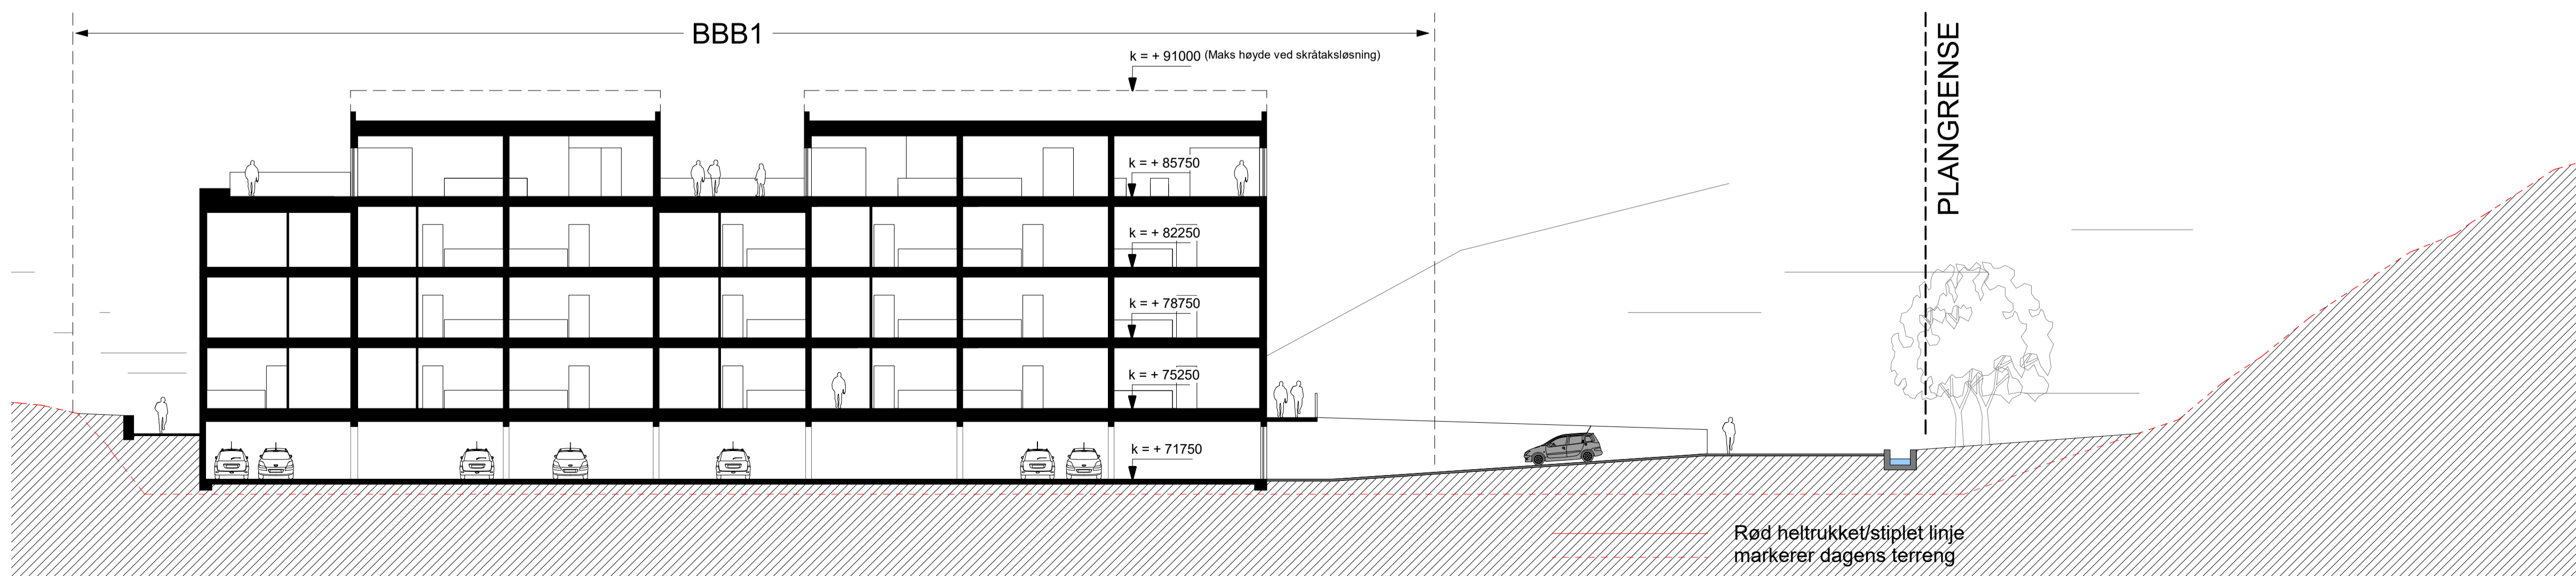 BBB1
k = + 91000 (Maks høyde ved skråtaksløsning)
PLANGRENSE
k = + 85750
k = + 82250
k = + 78750
k = + 75250
k = + 71750
Rød heltrukket/stiplet linje
markerer dagens terreng